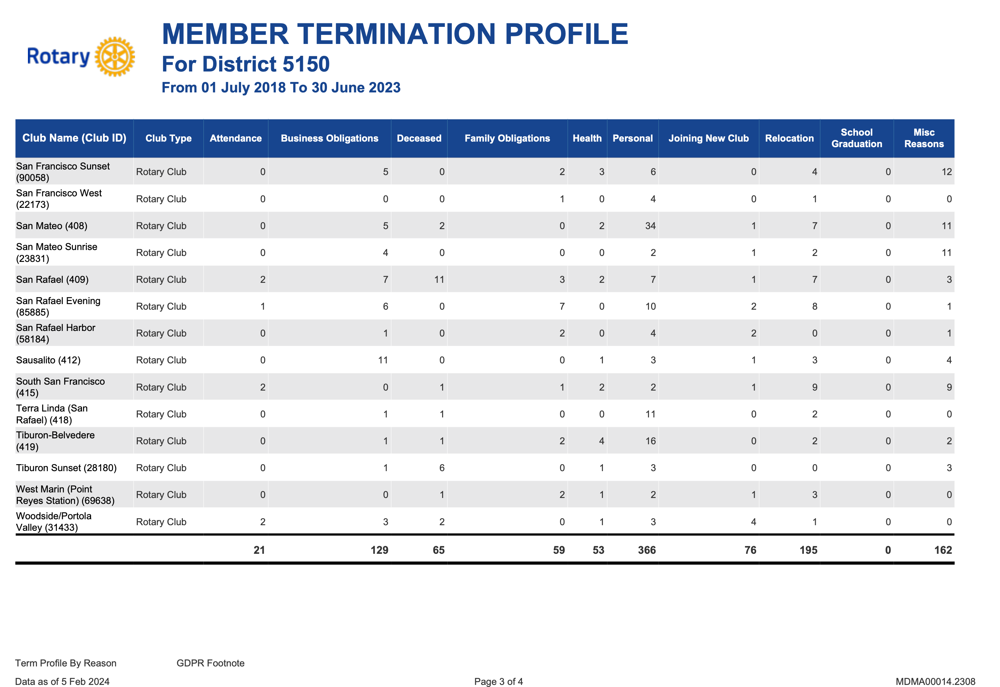 Rotary
MEMBER TERMINATION PROFILE
For District 5150
From 01 July 2018 To 30 June 2023
Club Name (Club ID) Club Type Attendance Business Obligations Deceased Family Obligations Health Personal Joining New Club Relocation School Graduation Misc Reasons
San Francisco Sunset
(90058) Rotary Club 0 5 0 2 3 6 0 4 0 12
San Francisco West
(22173) Rotary Club 0 0 0 1 0 4 0 1 0 0
San Mateo (408) Rotary Club 0 5 2 0 2 34 1 7 0 11
San Mateo Sunrise
(23831) Rotary Club 0 4 0 0 0 2 1 2 0 11
San Rafael (409) Rotary Club 2 7 11 3 2 7 1 7 0 3
San Rafael Evening
(85885) Rotary Club 1 6 0 7 0 10 2 8 0 1
San Rafael Harbor
(58184) Rotary Club 0 1 0 2 0 4 2 0 0 1
Sausalito (412) Rotary Club 0 11 0 0 1 3 1 3 0 4
South San Francisco
(415) Rotary Club 2 0 1 1 2 2 1 9 0 9
Terra Linda (San
Rafael) (418) Rotary Club 0 1 1 0 0 11 0 2 0 0
Tiburon-Belvedere
(419) Rotary Club 0 1 1 2 4 16 0 2 0 2
Tiburon Sunset (28180) Rotary Club 0 1 6 0 1 3 0 0 0 3
West Marin (Point
Reyes Station) (69638) Rotary Club 0 0 1 2 1 2 1 3 0 0
Woodside/Portola
Valley (31433) Rotary Club 2 3 2 0 1 3 4 1 0 0
21 129 65 59 53 366 76 195 0 162
Term Profile By Reason GDPR Footnote
Data as of 5 Feb 2024 Page 3 of 4 MDMA00014.2308